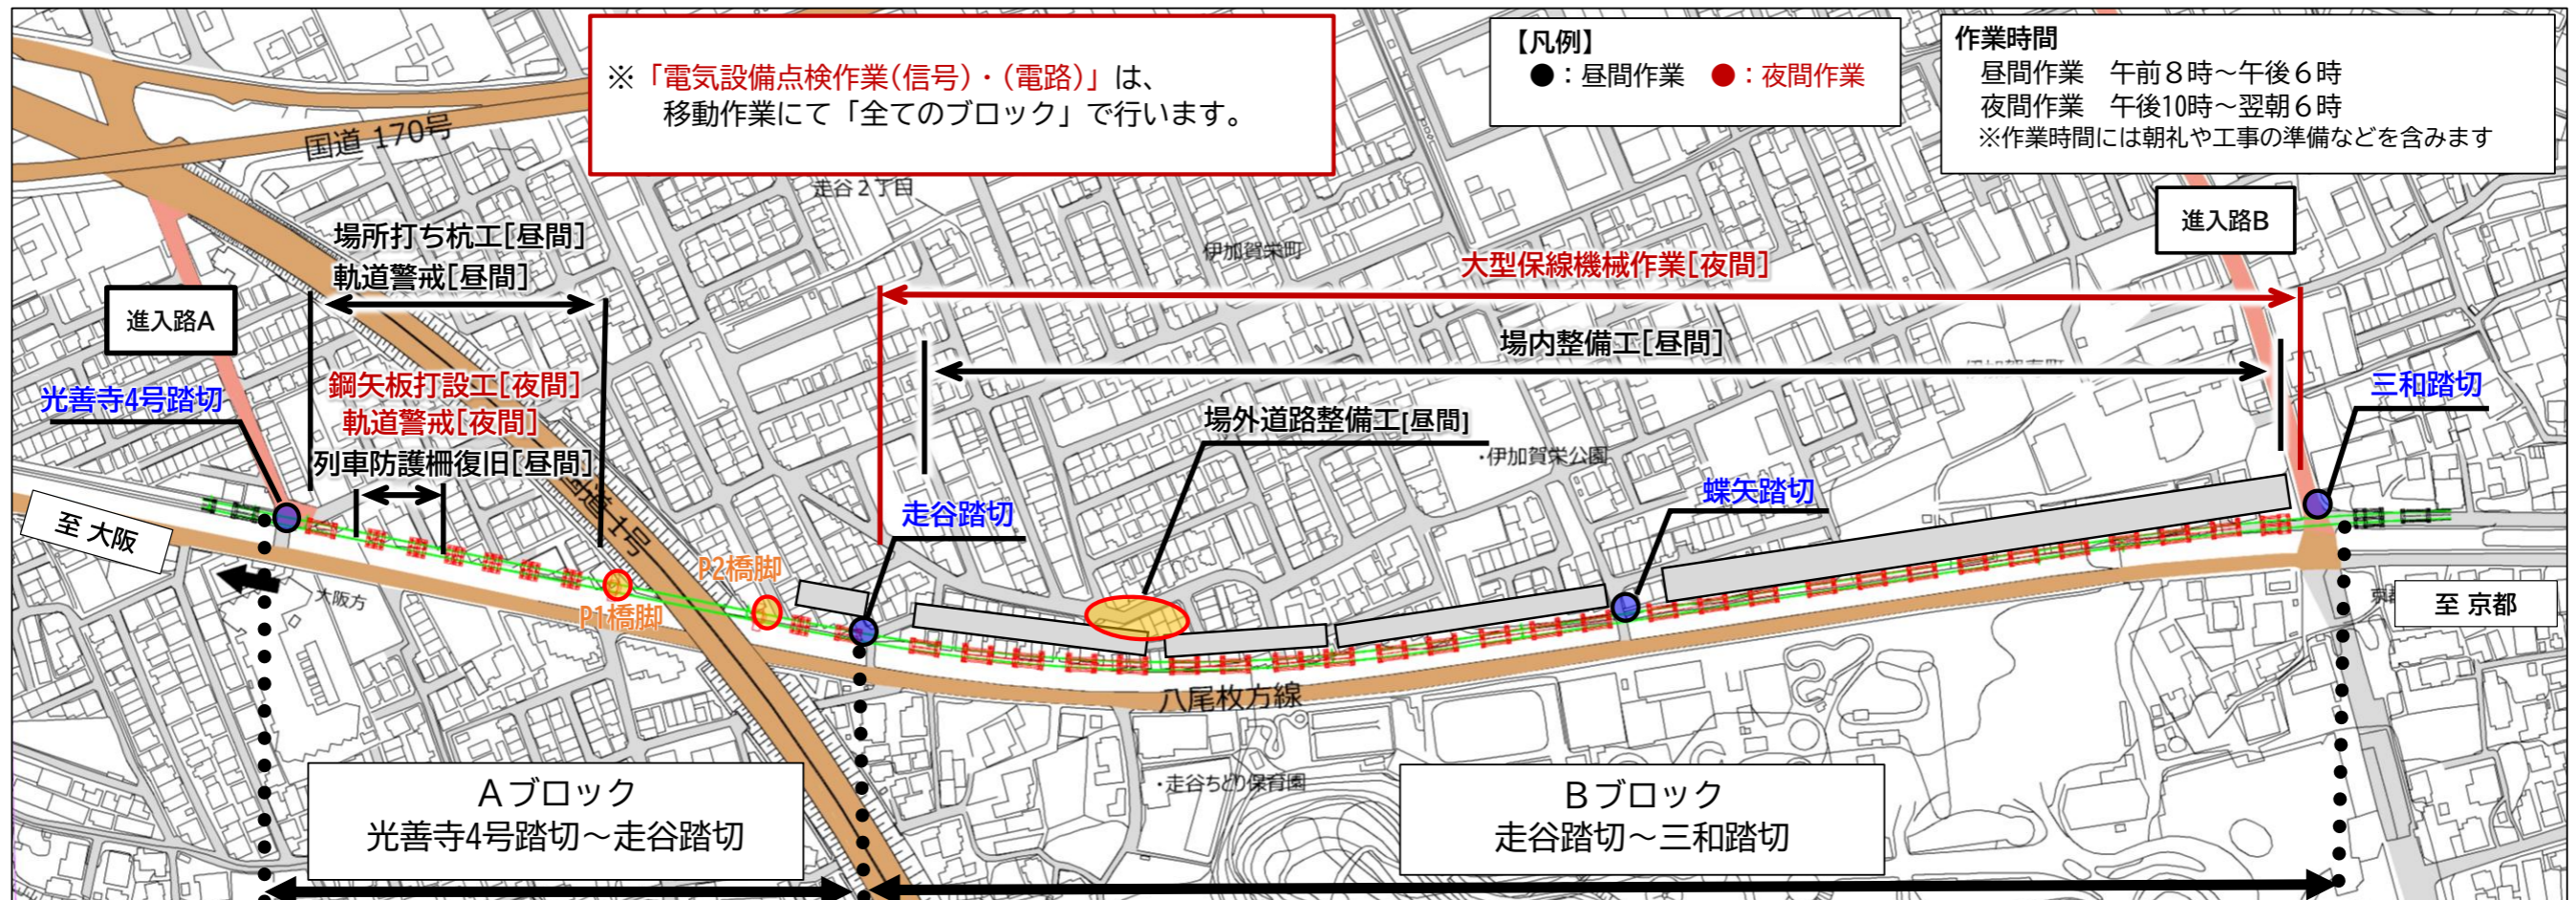 ※「電気設備点検作業(信号)・(電路)」は、
移動作業にて「全てのブロック」で行います。
【凡例】
●：昼間作業　●：夜間作業
作業時間
昼間作業　午前８時～午後６時
夜間作業　午後10時～翌朝６時
※作業時間には朝礼や工事の準備などを含みます
国道 170号
走谷２丁目
伊加賀栄町
進入路B
場所打ち杭工[昼間]
軌道警戒[昼間]
大型保線機械作業[夜間]
進入路A
場内整備工[昼間]
光善寺4号踏切
鋼矢板打設工[夜間]
軌道警戒[夜間]
列車防護柵復旧[昼間]
三和踏切
場外道路整備工[昼間]
・伊加賀栄公園
走谷踏切
蝶矢踏切
国道 1号
至 大阪
大阪方
P1橋脚
P2橋脚
至 京都
八尾枚方線
・走谷ちどり保育園
Ａブロック
光善寺4号踏切～走谷踏切
Ｂブロック
走谷踏切～三和踏切